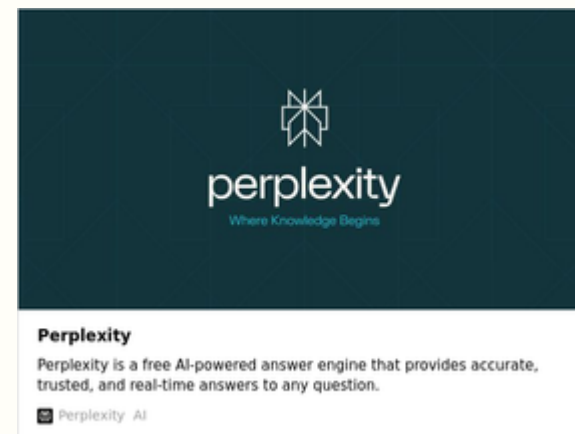 perplexity
Where Knowledge Begins
Perplexity
Perplexity is a free AI-powered answer engine that provides accurate,
trusted, and real-time answers to any question.
Perplexity AI